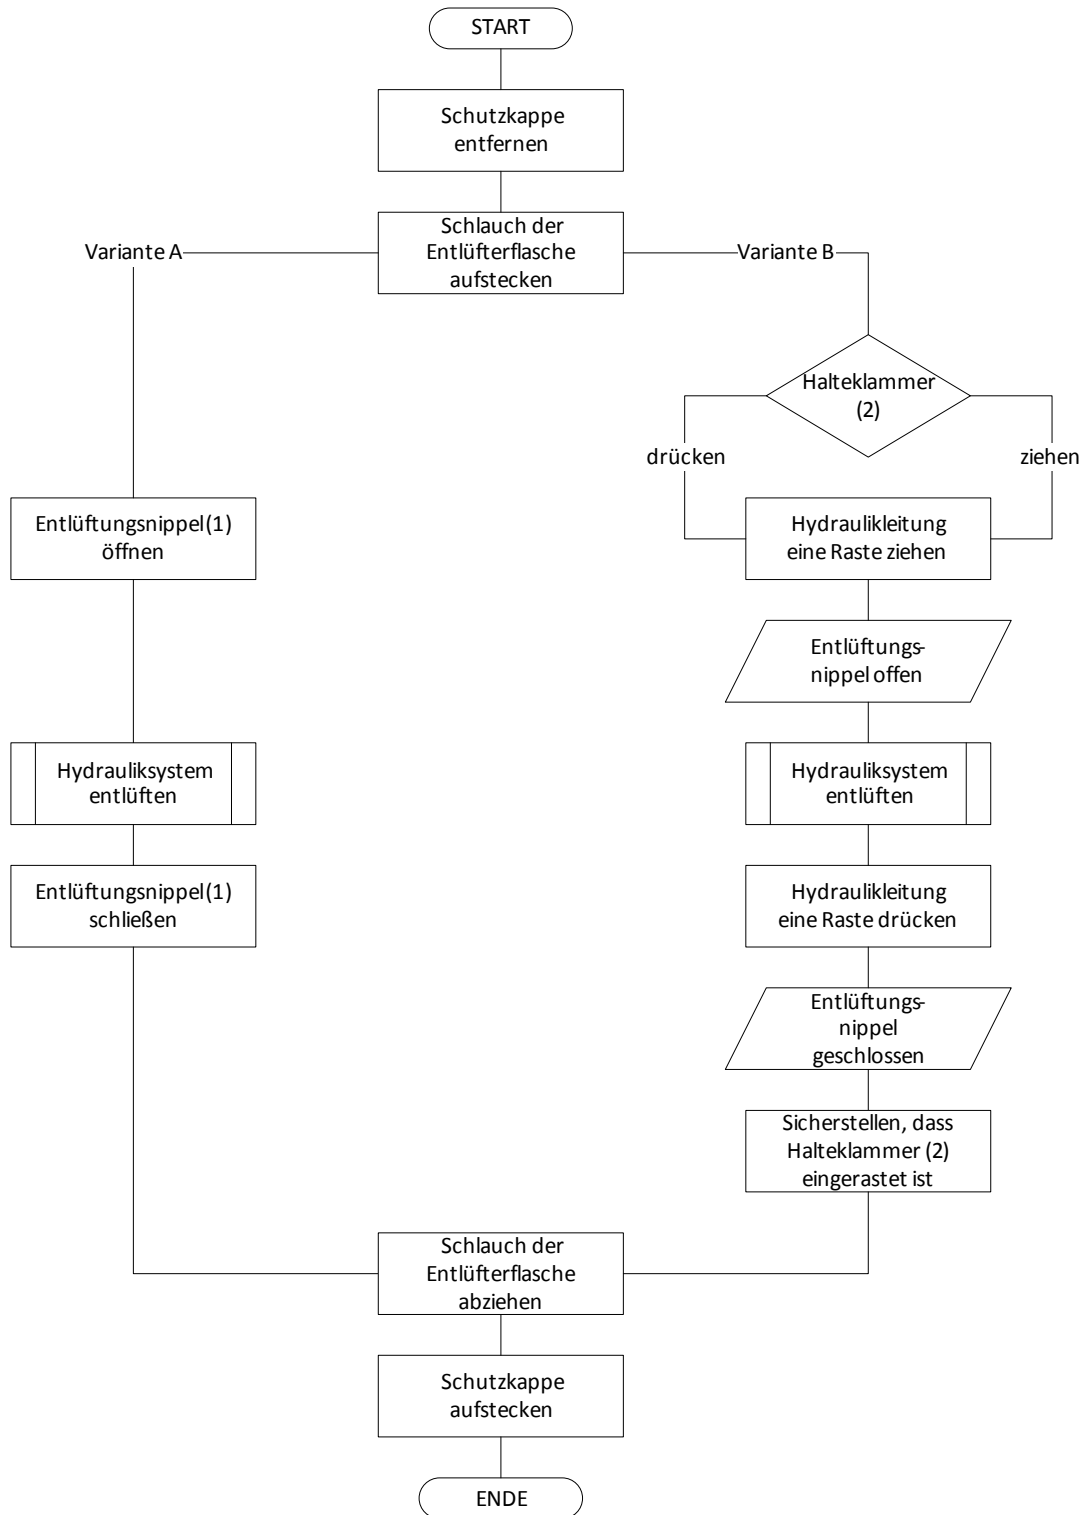 START
Schutzkappe
entfernen
Schlauch der
Entlüfterflasche
aufstecken
Variante A
Variante B
Halteklammer
(2)
drücken
ziehen
Entlüftungsnippel(1)
öffnen
Hydraulikleitung
eine Raste ziehen
Entlüftungs-
nippel offen
Hydrauliksystem
entlüften
Hydrauliksystem
entlüften
Entlüftungsnippel(1)
schließen
Hydraulikleitung
eine Raste drücken
Entlüftungs-
nippel
geschlossen
Sicherstellen, dass
Halteklammer (2)
eingerastet ist
Schlauch der
Entlüfterflasche
abziehen
Schutzkappe
aufstecken
ENDE